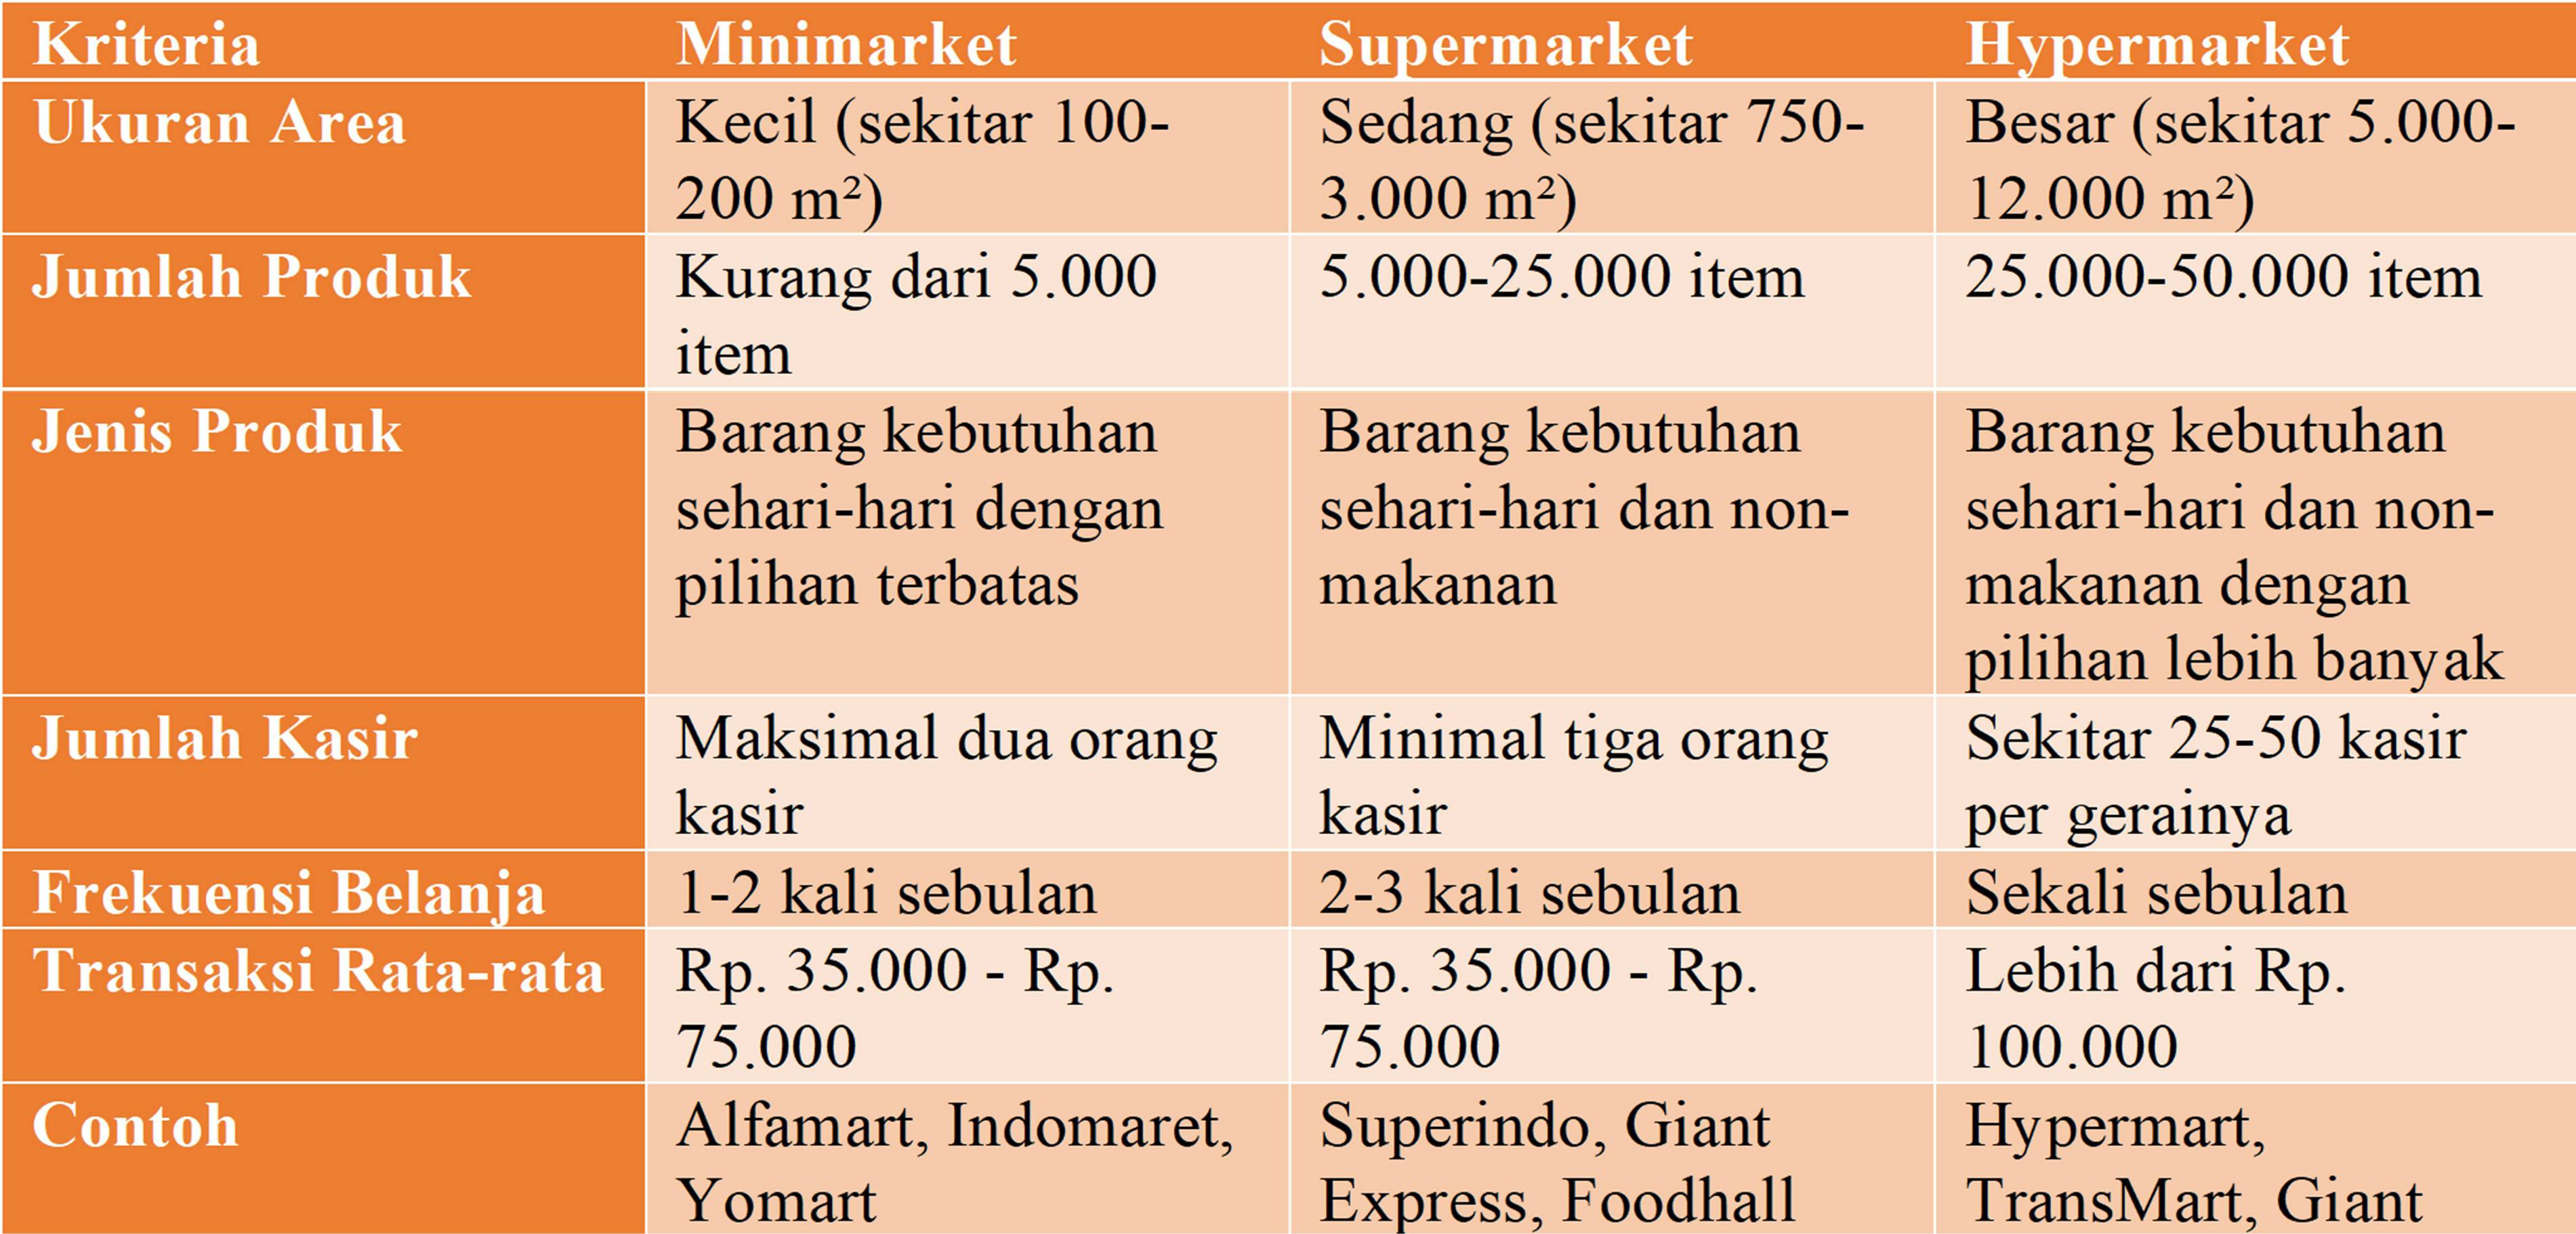 Kriteria Minimarket Supermarket Hypermarket
Ukuran Area
Kecil (sekitar 100-
200 m²)
Sedang (sekitar 750-
3.000 m²)
Besar (sekitar 5.000-
12.000 m²)
Jumlah Produk
Kurang dari 5.000
item
5.000-25.000 item
25.000-50.000 item
Jenis Produk
Barang kebutuhan
sehari-hari dengan
pilihan terbatas
Barang kebutuhan
sehari-hari dan non-
makanan
Barang kebutuhan
sehari-hari dan non-
makanan dengan
pilihan lebih banyak
Jumlah Kasir
Maksimal dua orang
kasir
Minimal tiga orang
kasir
Sekitar 25-50 kasir
per gerainya
Frekuensi Belanja
1-2 kali sebulan
2-3 kali sebulan
Sekali sebulan
Transaksi Rata-rata
Rp. 35.000 - Rp.
75.000
Rp. 35.000 - Rp.
75.000
Lebih dari Rp.
100.000
Contoh
Alfamart, Indomaret,
Yomart
Superindo, Giant
Express, Foodhall
Hypermart,
TransMart, Giant